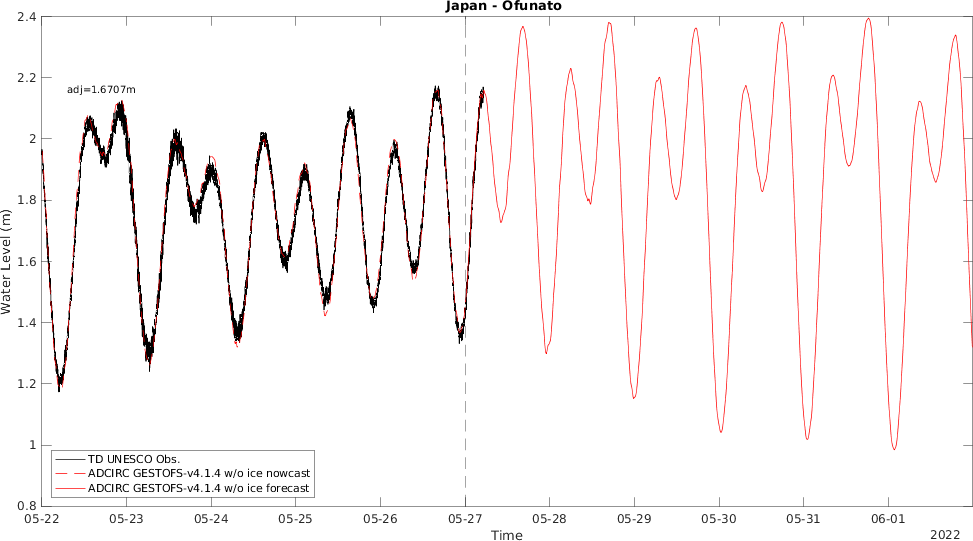 Japan - Ofunato
2.4
2.2
2
1.8
1.6
1.4
1.2
1
0.8
Water Level (m)
adj=1.6707m
TD UNESCO Obs.
ADCIRC GESTOFS-v4.1.4 w/o ice nowcast
ADCIRC GESTOFS-v4.1.4 w/o ice forecast
05-22 05-23 05-24 05-25 05-26 05-27 05-28 05-29 05-30 05-31 06-01
Time
2022